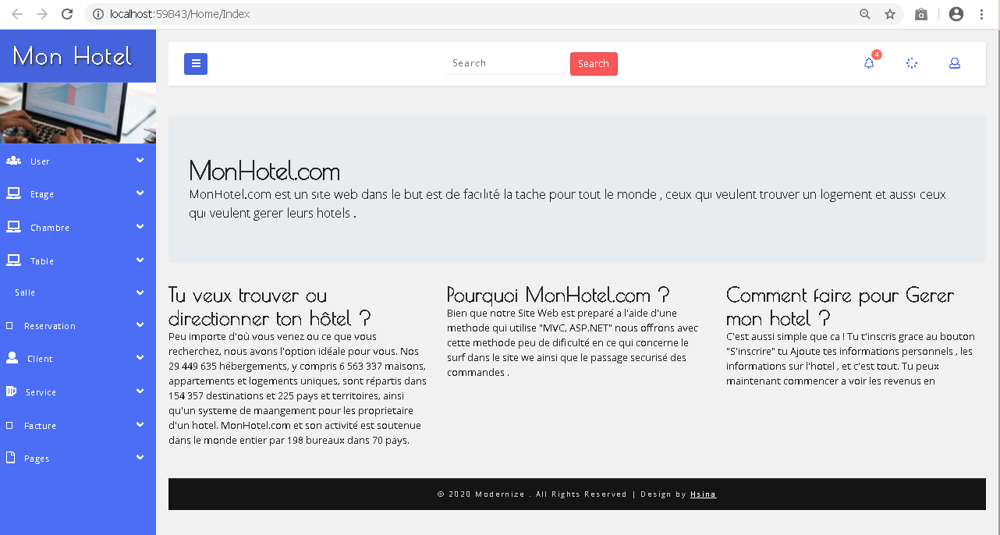 localhost:59843/Home/Index
Mon Hotel
Search
Search
4
User
Etage
Chambre
Table
Salle
Reservation
Client
Service
Facture
Pages
MonHotel.com
MonHotel.com est un site web dans le but est de facilité la tache pour tout le monde , ceux qui veulent trouver un logement et aussi ceux
qui veulent gerer leurs hotels .
Tu veux trouver ou
directionner ton hôtel ?
Peu importe d'où vous venez ou ce que vous
recherchez, nous avons l'option idéale pour vous. Nos
29 449 635 hébergements, y compris 6 563 337 maisons,
appartements et logements uniques, sont répartis dans
154 357 destinations et 225 pays et territoires, ainsi
qu'un systeme de maangement pour les proprietaire
d'un hotel. MonHotel.com et son activité est soutenue
dans le monde entier par 198 bureaux dans 70 pays.
Pourquoi MonHotel.com ?
Bien que notre Site Web est preparé a l'aide d'une
methode qui utilise "MVC, ASP.NET" nous offrons avec
cette methode peu de dificulté en ce qui concerne le
surf dans le site we ainsi que le passage securisé des
commandes .
Comment faire pour Gerer
mon hotel ?
C'est aussi simple que ca ! Tu t'inscris grace au bouton
"S'inscrire" tu Ajoute tes informations personnels , les
informations sur l'hotel , et c'est tout. Tu peux
maintenant commencer a voir les revenus en
© 2020 Modernize . All Rights Reserved | Design by Hsina